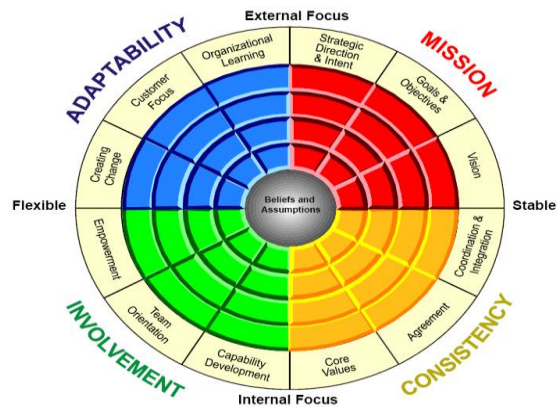 External Focus
ADAPTABILITY
MISSION
Organizational
Learning
Strategic
Direction
& Intent
Customer
Focus
Goals &
Objectives
Creating
Change
Vision
Flexible
Beliefs and
Assumptions
Stable
Empowerment
Coordination &
Integration
Team
Orientation
Agreement
Capability
Development
Core
Values
INVOLVEMENT
CONSISTENCY
Internal Focus